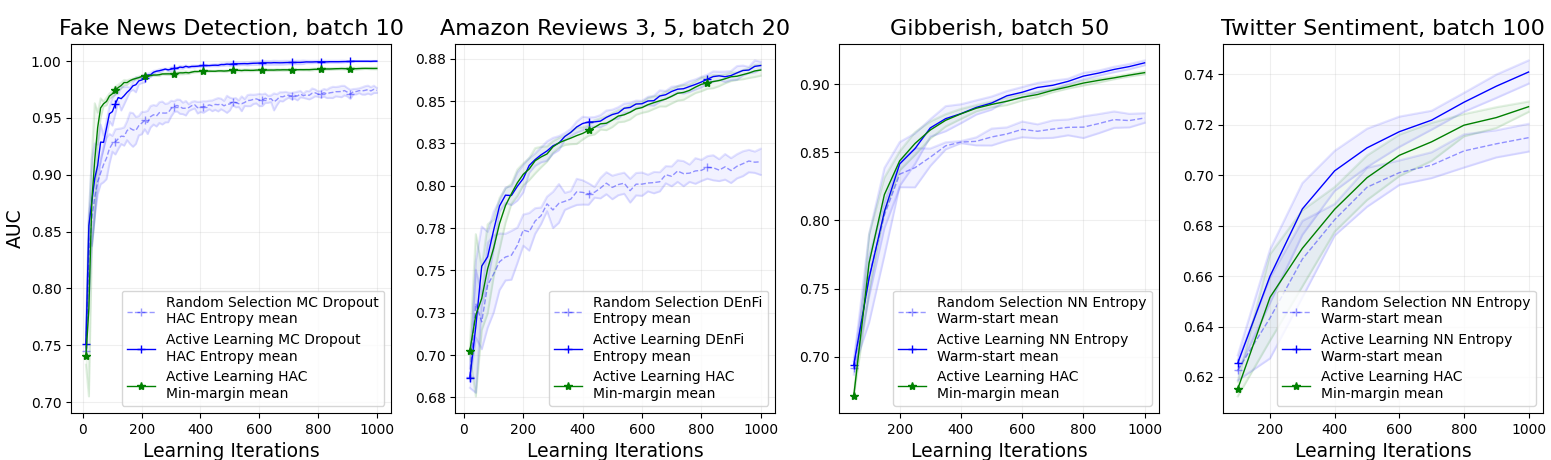 Fake News Detection, batch 10
AUC
1.00
0.95
0.90
0.85
0.80
0.75
0.70
Random Selection MC Dropout
HAC Entropy mean
Active Learning MC Dropout
HAC Entropy mean
Active Learning HAC
Min-margin mean
0
200
400
600
800
1000
Learning Iterations
Amazon Reviews 3, 5, batch 20
0.88
0.85
0.83
0.80
0.78
0.75
0.73
0.70
0.68
Random Selection DEnFi
Entropy mean
Active Learning DEnFi
Entropy mean
Active Learning HAC
Min-margin mean
0
200
400
600
800
1000
Learning Iterations
Gibberish, batch 50
0.90
0.85
0.80
0.75
0.70
Random Selection NN Entropy
Warm-start mean
Active Learning NN Entropy
Warm-start mean
Active Learning HAC
Min-margin mean
200
400
600
800
1000
Learning Iterations
Twitter Sentiment, batch 100
0.74
0.72
0.70
0.68
0.66
0.64
0.62
Random Selection NN Entropy
Warm-start mean
Active Learning NN Entropy
Warm-start mean
Active Learning HAC
Min-margin mean
200
400
600
800
1000
Learning Iterations